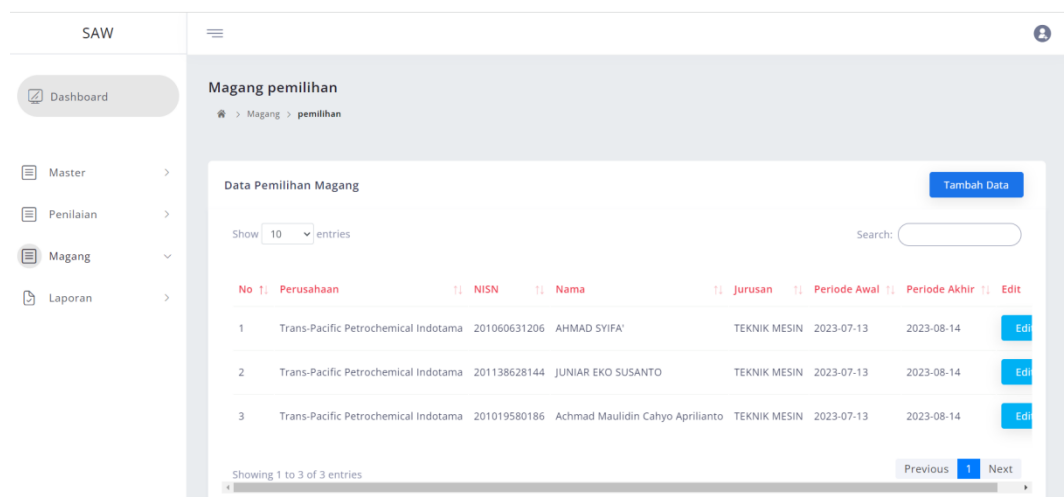 SAW
Dashboard
Master
Penilaian
Magang
Laporan
Magang pemilihan
> Magang > pemilihan
Data Pemilihan Magang
Tambah Data
Show 10 entries
Search:
No Perusahaan NISN Nama Jurusan Periode Awal Periode Akhir Edit
1 Trans-Pacific Petrochemical Indotama 201060631206 AHMAD SYIFA' TEKNIK MESIN 2023-07-13 2023-08-14 Edit
2 Trans-Pacific Petrochemical Indotama 201138628144 JUNIAR EKO SUSANTO TEKNIK MESIN 2023-07-13 2023-08-14 Edit
3 Trans-Pacific Petrochemical Indotama 201019580186 Achmad Maulidin Cahyo Aprilianto TEKNIK MESIN 2023-07-13 2023-08-14 Edit
Showing 1 to 3 of 3 entries
Previous 1 Next